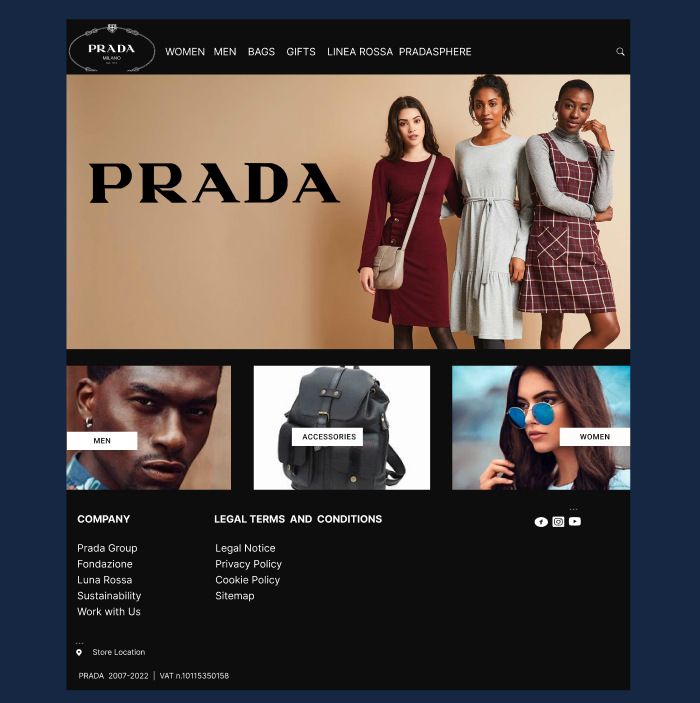 PRADA
MILANO
WOMEN MEN BAGS GIFTS LINEA ROSSA PRADASPHERE
PRADA
MEN
ACCESSORIES
WOMEN
COMPANY
LEGAL TERMS AND CONDITIONS
Prada Group
Fondazione
Luna Rossa
Sustainability
Work with Us
Legal Notice
Privacy Policy
Cookie Policy
Sitemap
Store Location
PRADA 2007-2022 | VAT n.10115350158